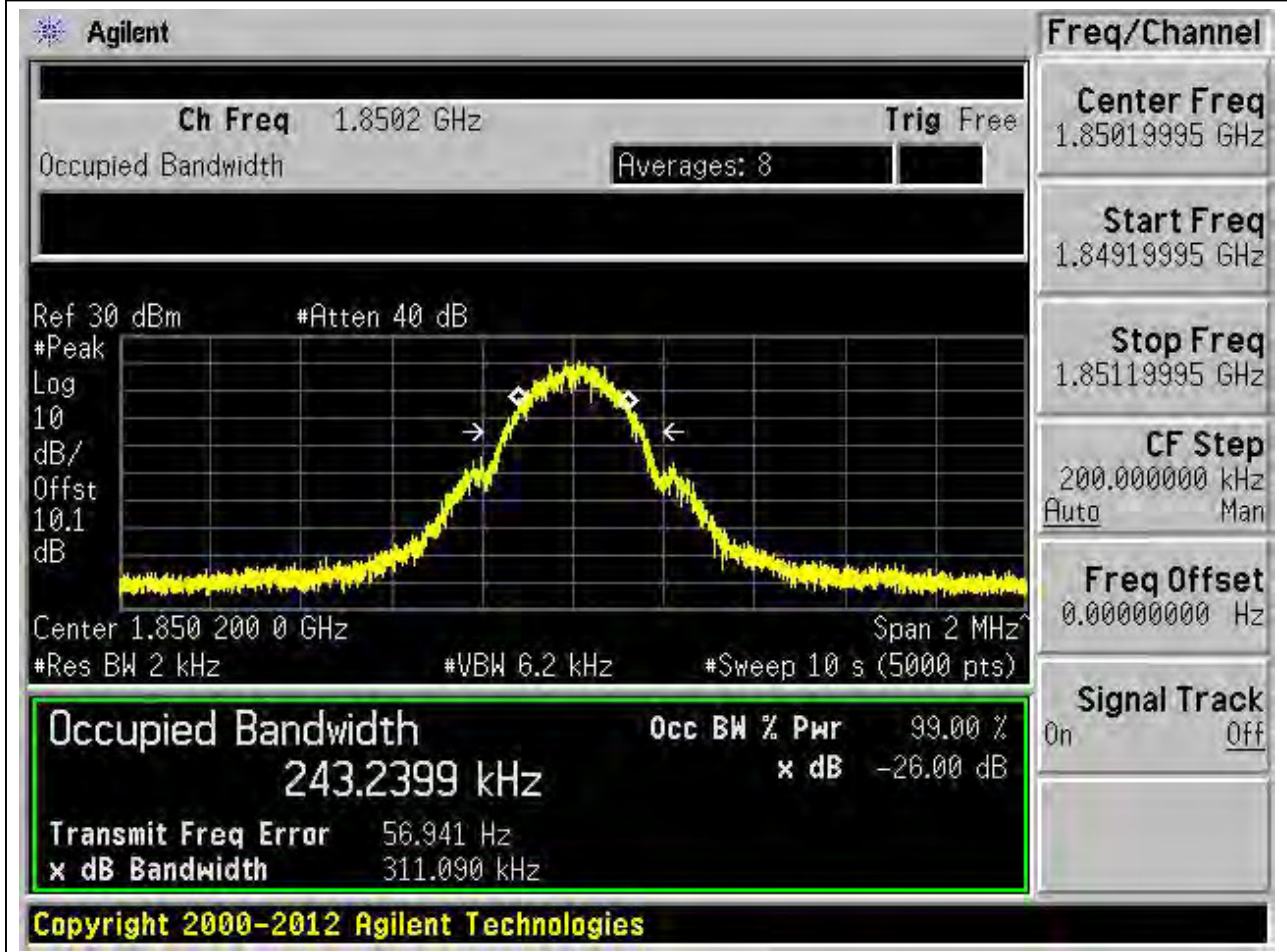 Agilent
Freq/Channel
Ch Freq 1.8502 GHz Trig Free
Occupied Bandwidth Averages: 8
Center Freq
1.85019995 GHz
Start Freq
1.84919995 GHz
Stop Freq
1.85119995 GHz
CF Step
200.000000 kHz
Auto Man
Freq Offset
0.00000000 Hz
Signal Track
On Off
Ref 30 dBm #Atten 40 dB
#Peak
Log
10
dB/
Offst
10.1
dB
Center 1.850 200 0 GHz Span 2 MHz^
#Res BW 2 kHz #VBW 6.2 kHz #Sweep 10 s (5000 pts)
Occupied Bandwidth Occ BW % Pwr 99.00 %
243.2399 kHz x dB -26.00 dB
Transmit Freq Error 56.941 Hz
x dB Bandwidth 311.090 kHz
Copyright 2000-2012 Agilent Technologies